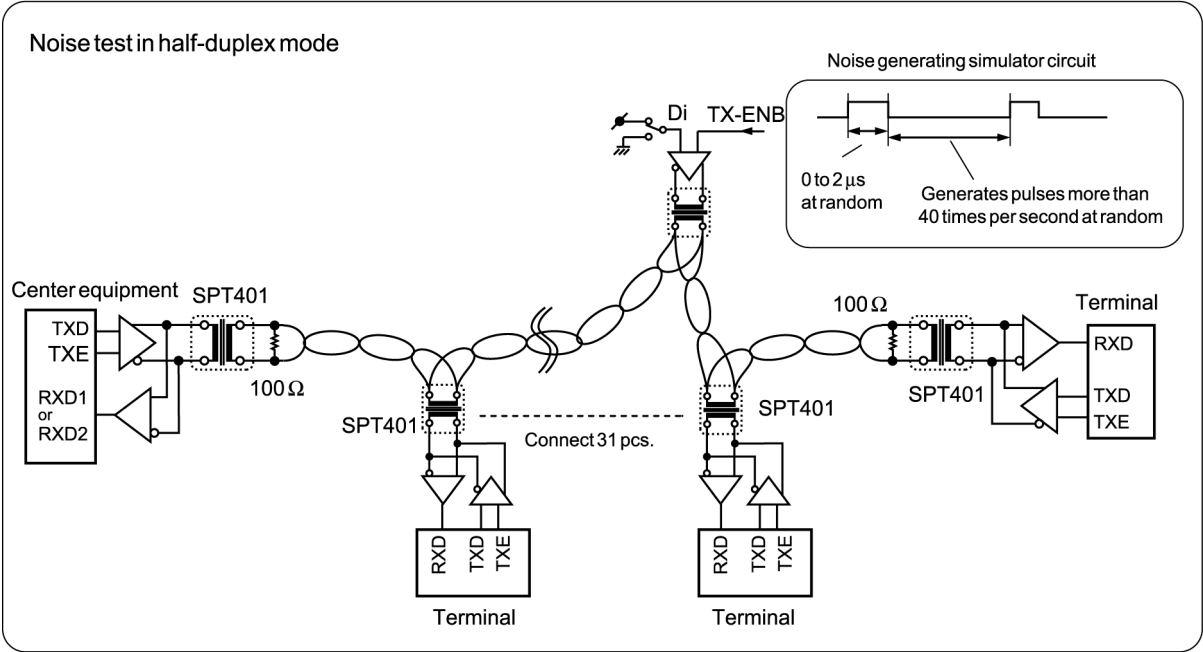 Noise test in half-duplex mode
Noise generating simulator circuit
Di
TX-ENB
0 to 2 µs
at random
Generates pulses more than
40 times per second at random
Center equipment
SPT401
TXD
TXE
RXD1
or
RXD2
100 Ω
SPT401
Connect 31 pcs.
SPT401
100 Ω
SPT401
Terminal
RXD
TXD
TXE
RXD
TXD
TXE
Terminal
RXD
TXD
TXE
Terminal